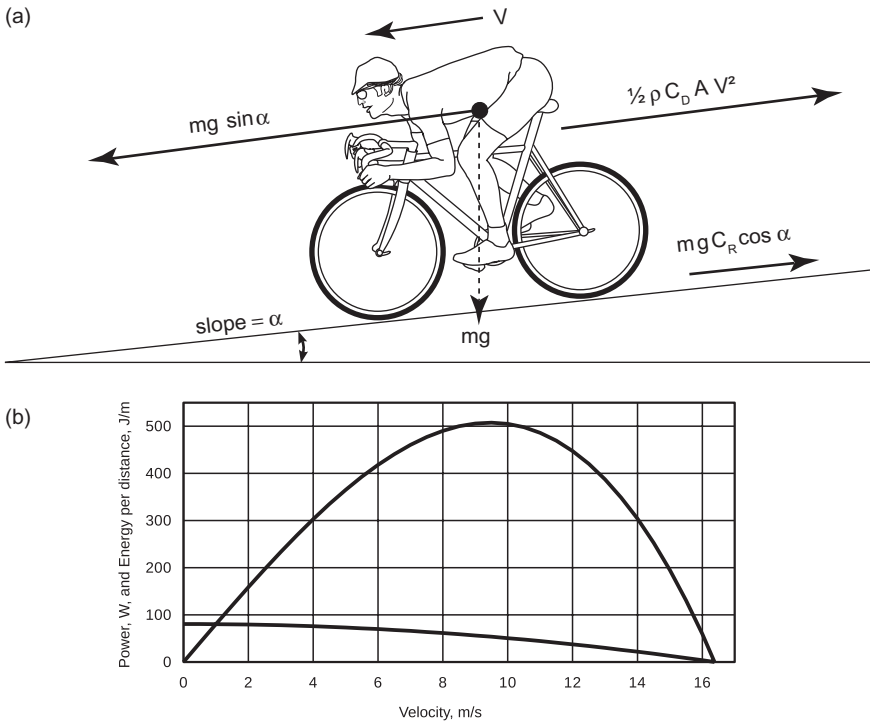 (a)
V
mg sin α
½ ρ C_D A V²
m g C_R cos α
slope = α
mg
(b)
Power, W, and Energy per distance, J/m
500
400
300
200
100
0
0 2 4 6 8 10 12 14 16
Velocity, m/s